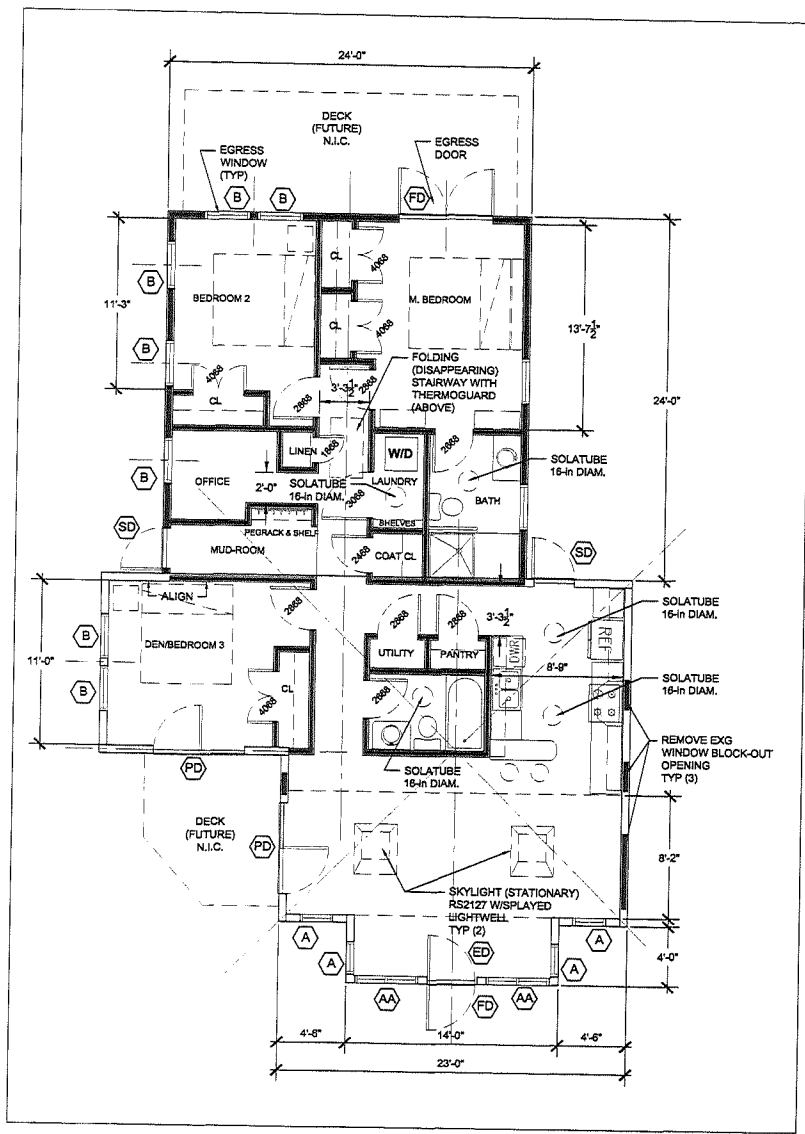 24'-0"
DECK
(FUTURE)
N.I.C.
EGRESS
WINDOW
(TYP)
EGRESS
DOOR
B
B
FD
CL
4068
B
BEDROOM 2
M. BEDROOM
11'-3"
13'-7 1/2"
CL
4068
B
FOLDING
(DISAPPEARING)
STAIRWAY WITH
THERMOGUARD
(ABOVE)
4068
3'-3 1/2"
2868
CL
2868
24'-0"
LINEN
1668
W/D
2668
SOLATUBE
16-in DIAM.
B
OFFICE
2'-0"
SOLATUBE
16-in DIAM.
LAUNDRY
BATH
3068
SHELVES
SD
PEGRACK & SHELF
MUD-ROOM
2468
COAT CL
SD
ALIGN
2868
3'-3 1/2"
SOLATUBE
16-in DIAM.
B
DEN/BEDROOM 3
2868
2868
REF
UTILITY
PANTRY
DWR
11'-0"
8'-9"
B
CL
4068
2668
SOLATUBE
16-in DIAM.
REMOVE EXG
WINDOW BLOCK-OUT
OPENING
TYP (3)
PD
SOLATUBE
16-in DIAM.
DECK
(FUTURE)
N.I.C.
PD
8'-2"
SKYLIGHT (STATIONARY)
RS2127 W/SPLAYED
LIGHTWELL
TYP (2)
A
A
ED
A
A
4'-0"
AA
FD
AA
4'-6"
14'-0"
4'-6"
23'-0"